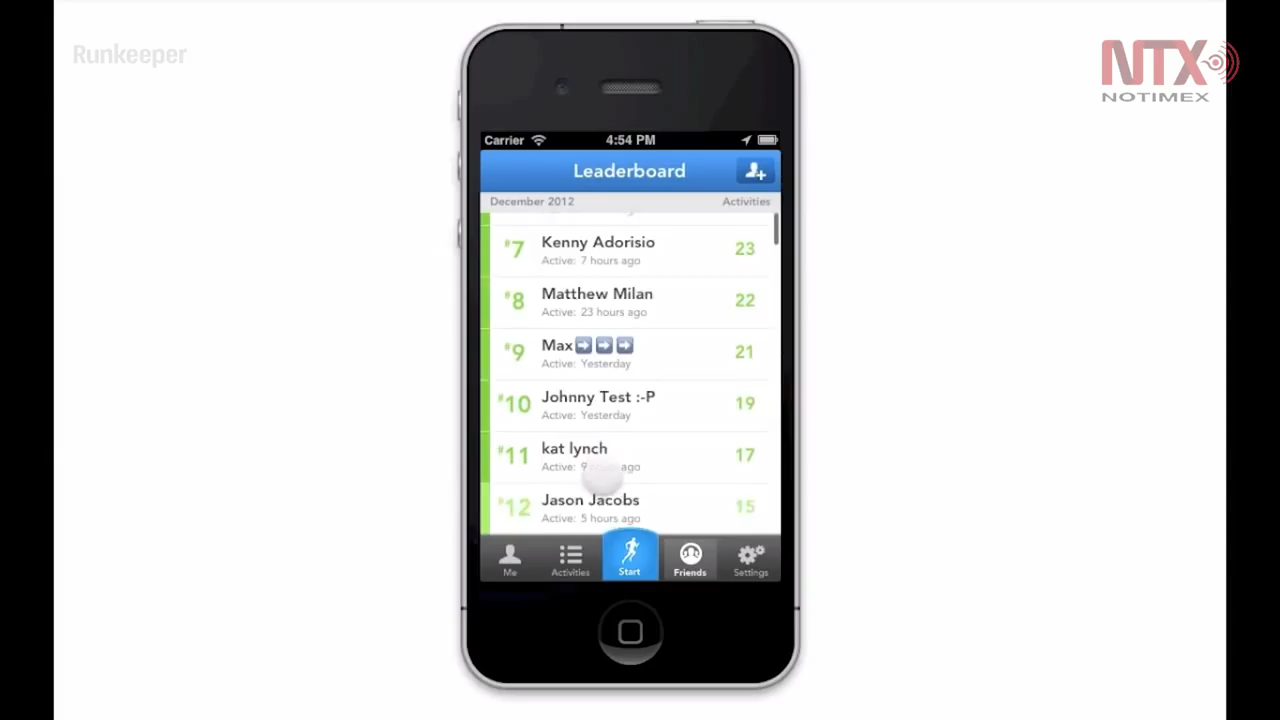 Runkeeper
NTX
NOTIMEX
Carrier
4:54 PM
Leaderboard
December 2012
Activities
#7
Kenny Adorisio
23
Active: 7 hours ago
#8
Matthew Milan
22
Active: 23 hours ago
#9
Max➡️➡️➡️
21
Active: Yesterday
#10
Johnny Test :-P
19
Active: Yesterday
#11
kat lynch
17
Active: ago
#12
Jason Jacobs
15
Active: 5 hours ago
Me
Activities
Start
Friends
Settings